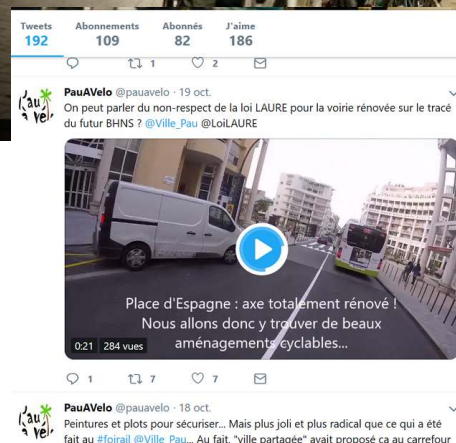 Tweets Abonnements Abonnés J'aime
192 109 82 186
1 2
PauAVelo @pauavelo · 19 oct.
On peut parler du non-respect de la loi LAURE pour la voirie rénovée sur le tracé
du futur BHNS ? @Ville_Pau @LoiLAURE
Place d'Espagne : axe totalement rénové !
Nous allons donc y trouver de beaux
aménagements cyclables...
0:21 284 vues
1 7 7
PauAVelo @pauavelo · 18 oct.
Peintures et plots pour sécuriser... Mais plus joli et plus radical que ce qui a été
fait au #foirail @Ville_Pau... Au fait, "ville partagée" avait proposé ça au carrefour